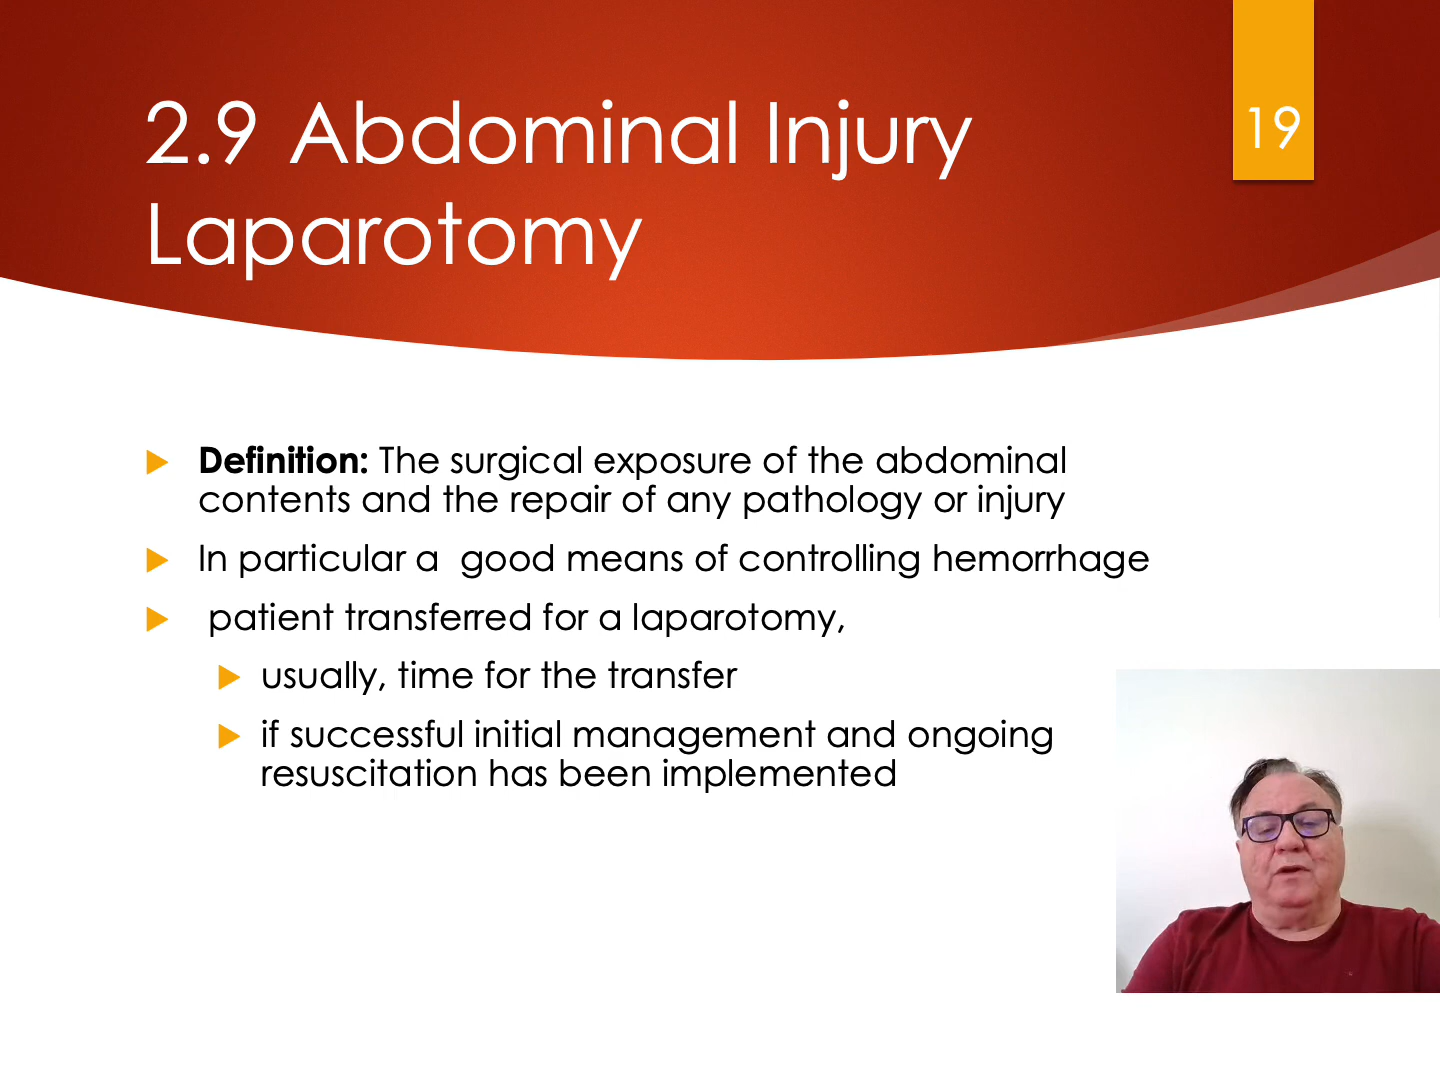 2.9 Abdominal Injury
Laparotomy
19
Definition: The surgical exposure of the abdominal
contents and the repair of any pathology or injury
In particular a  good means of controlling hemorrhage
patient transferred for a laparotomy,
usually, time for the transfer
if successful initial management and ongoing
resuscitation has been implemented